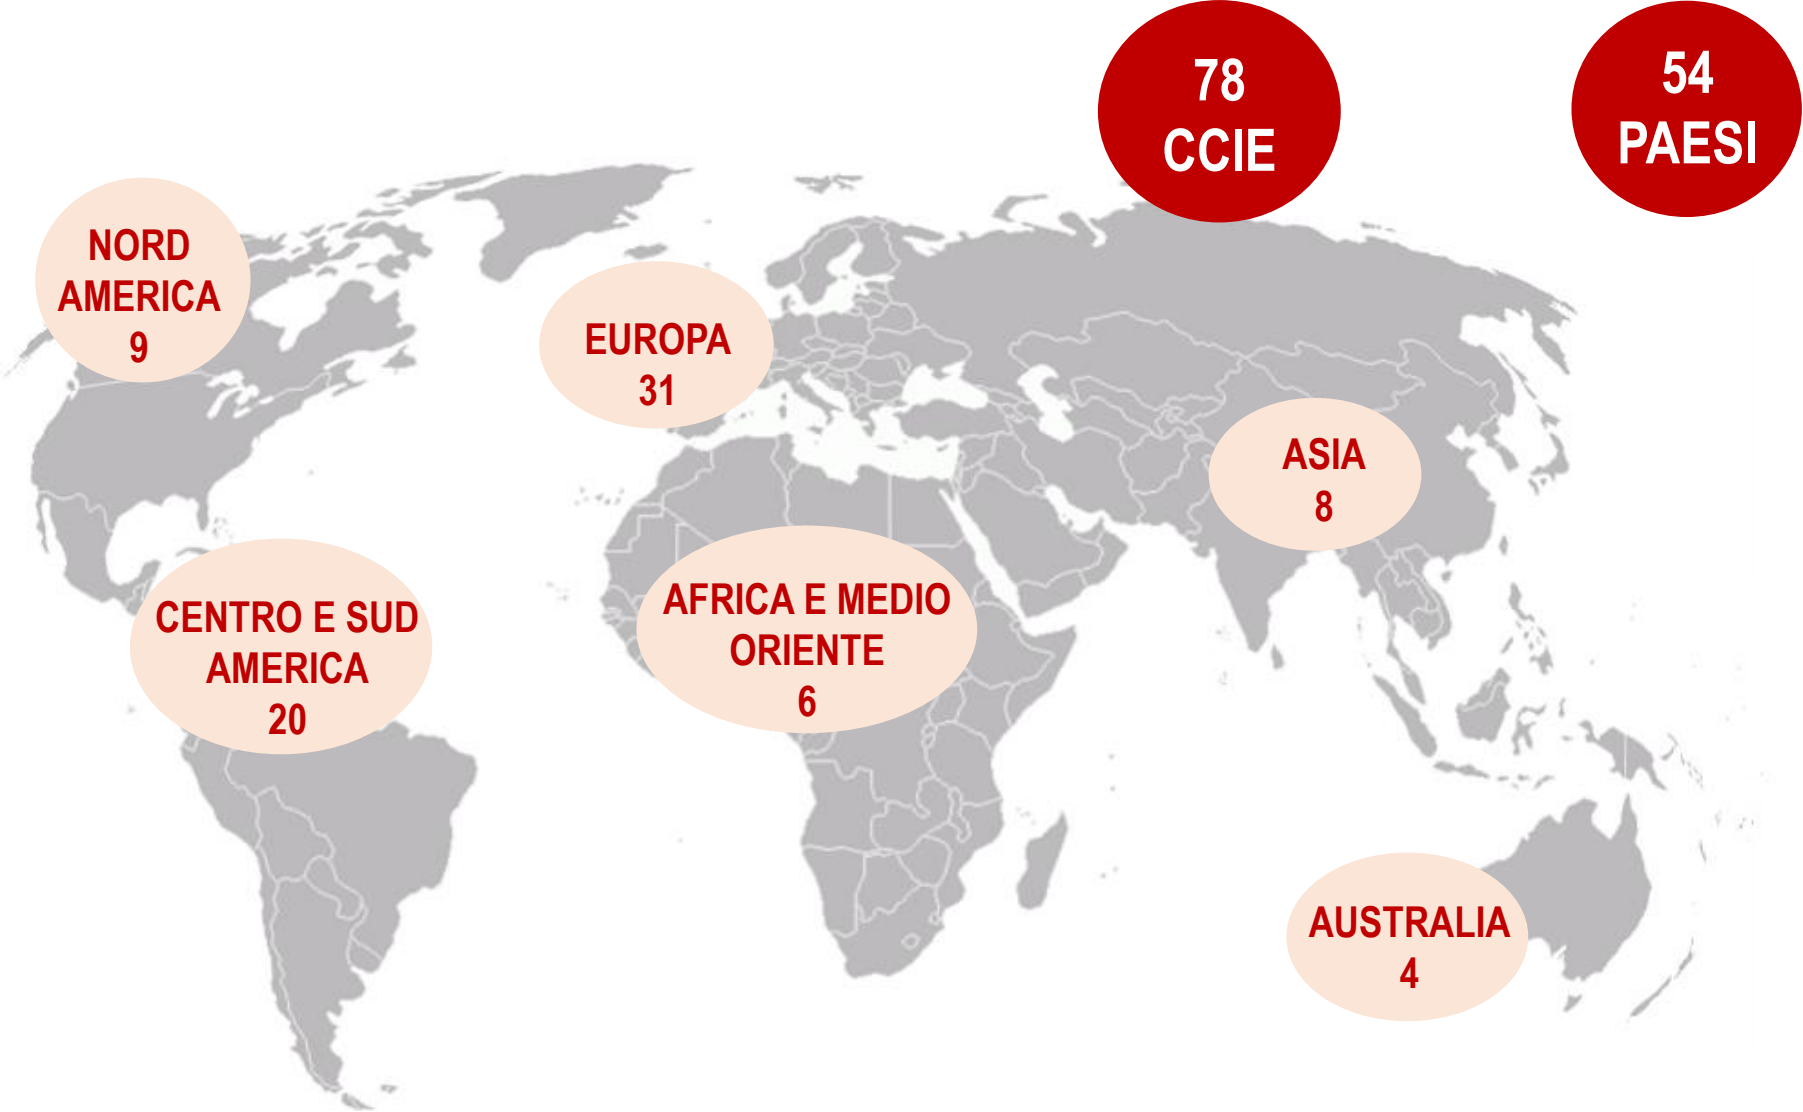 78
CCIE
54
PAESI
NORD
AMERICA
9
EUROPA
31
ASIA
8
CENTRO E SUD
AMERICA
20
AFRICA E MEDIO
ORIENTE
6
AUSTRALIA
4